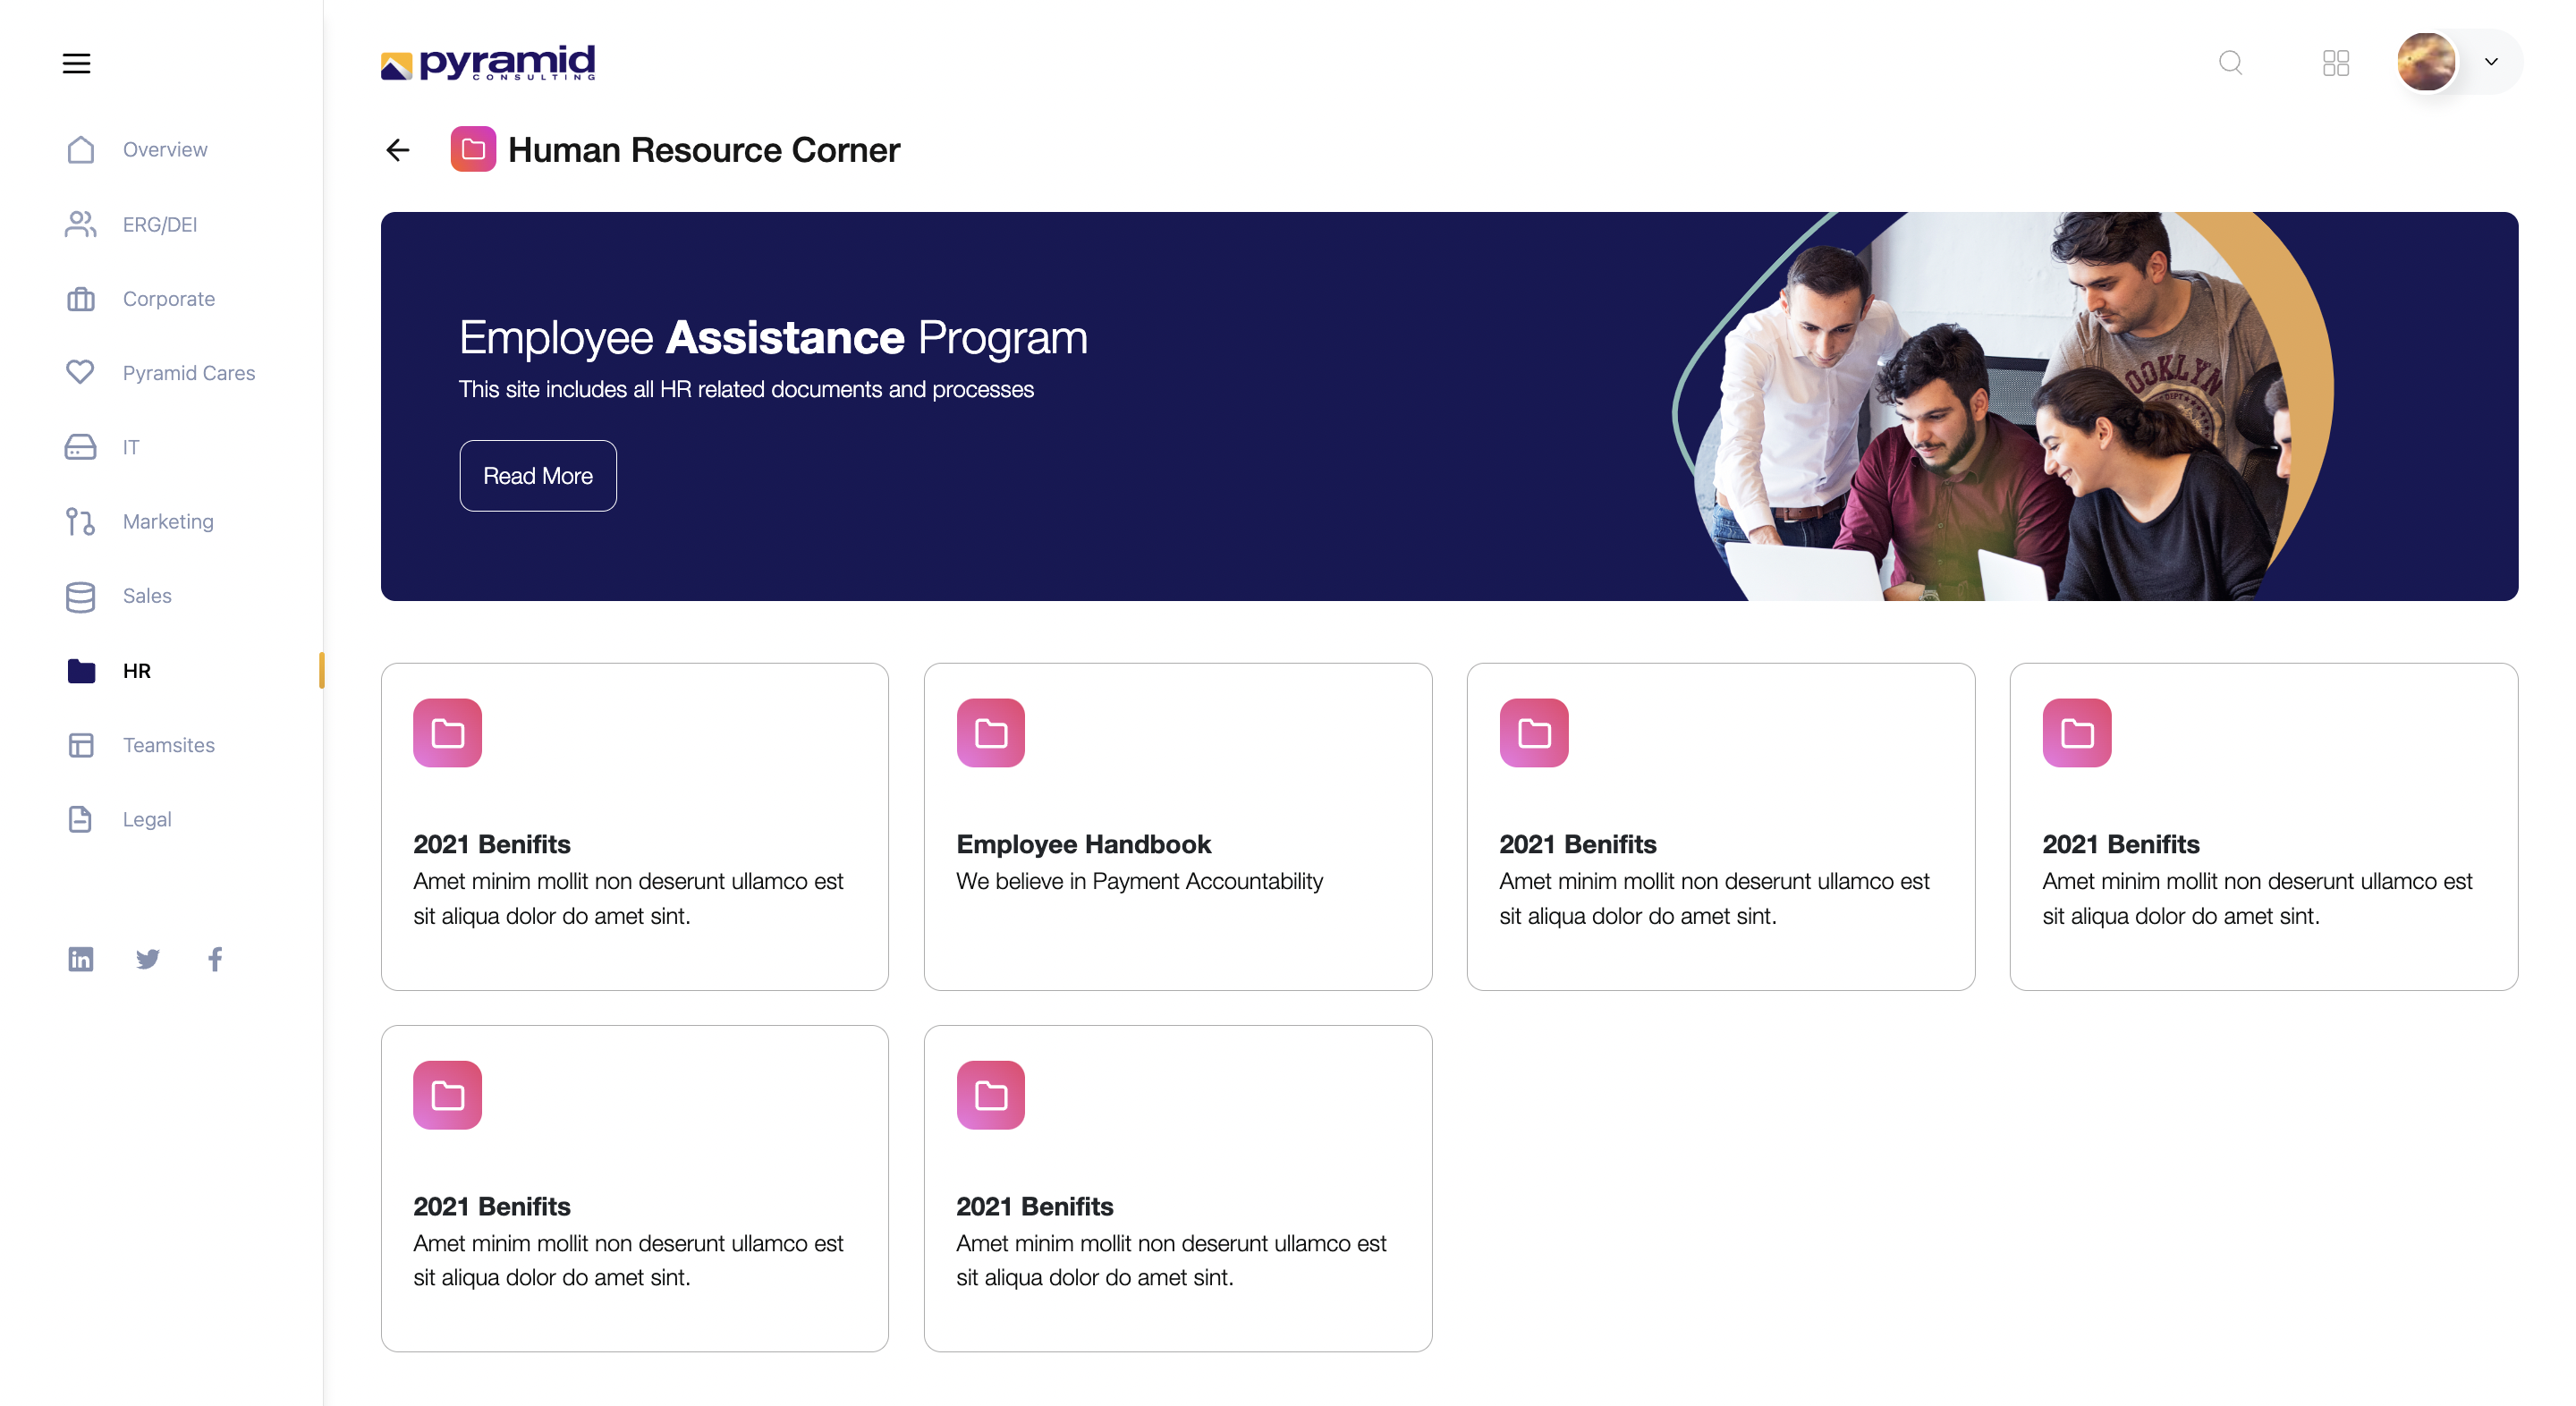 pyramid
CONSULTING
Overview
ERG/DEI
Corporate
Pyramid Cares
IT
Marketing
Sales
HR
Teamsites
Legal
Human Resource Corner
Employee Assistance Program
This site includes all HR related documents and processes
Read More
OOKLYN
DEPT
2021 Benifits
Amet minim mollit non deserunt ullamco est
sit aliqua dolor do amet sint.
Employee Handbook
We believe in Payment Accountability
2021 Benifits
Amet minim mollit non deserunt ullamco est
sit aliqua dolor do amet sint.
2021 Benifits
Amet minim mollit non deserunt ullamco est
sit aliqua dolor do amet sint.
2021 Benifits
Amet minim mollit non deserunt ullamco est
sit aliqua dolor do amet sint.
2021 Benifits
Amet minim mollit non deserunt ullamco est
sit aliqua dolor do amet sint.